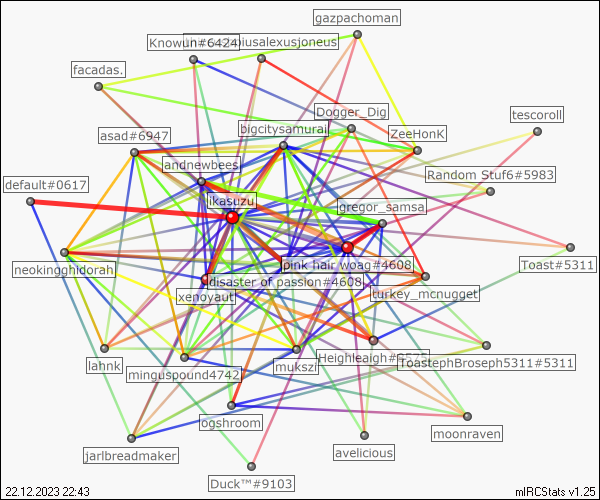 gazpachoman
Knowun#6424
iusalexusjoneus
facadas.
Dogger_Dig
tescoroll
bigcitysamurai
asad#6947
ZeeHonK
andnewbees
Random Stuf6#5983
default#0617
likasuzu
gregor_samsa
pink hair woag#4608
Toast#5311
neokingghidorah
disaster of passion#4608
xenoyaut
turkey_mcnugget
lahnk
Heighleaigh
ToastephBroseph5311#5311
mukszi
minguspound4742
ogshroom
moonraven
jarlbreadmaker
avelicious
Duck™#9103
22.12.2023 22:43
mIRCStats v1.25